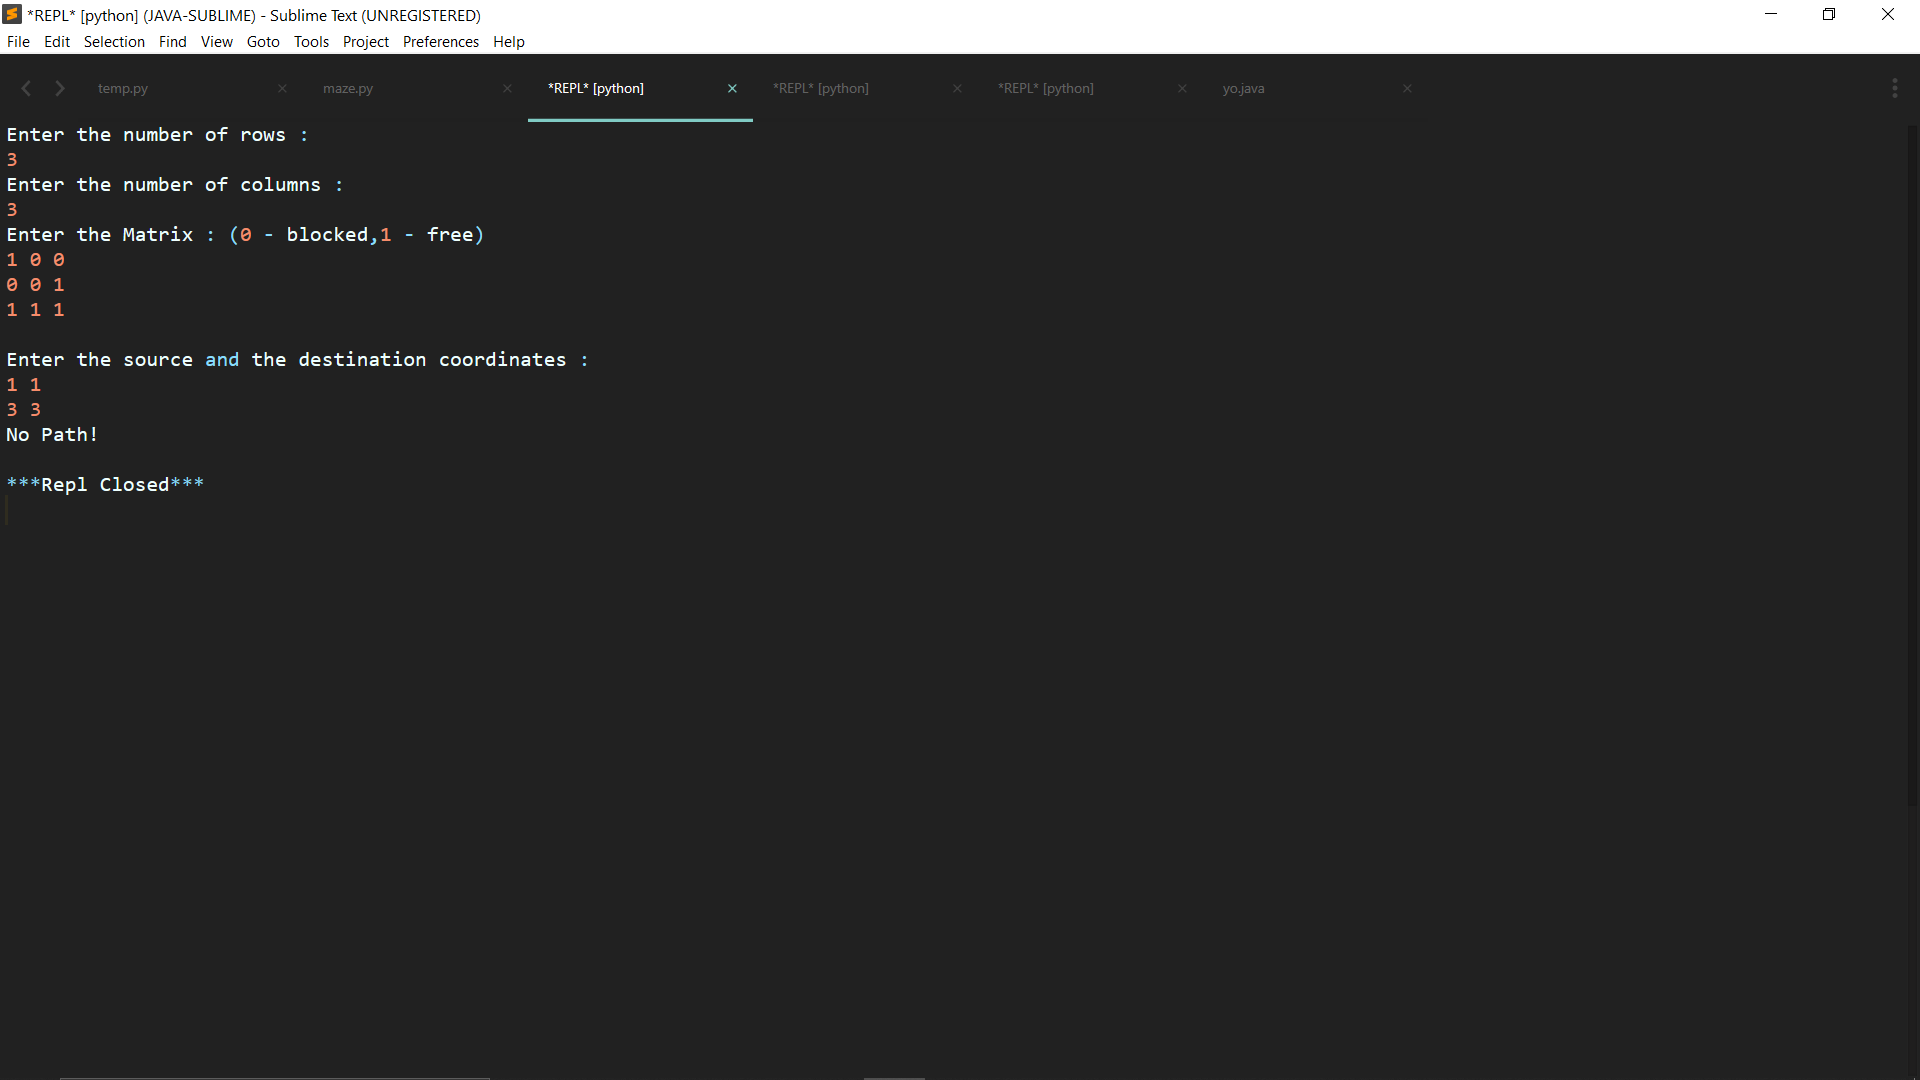 *REPL* [python] (JAVA-SUBLIME) - Sublime Text (UNREGISTERED)
File Edit Selection Find View Goto Tools Project Preferences Help
temp.py maze.py *REPL* [python] *REPL* [python] *REPL* [python] yo.java
Enter the number of rows :
3
Enter the number of columns :
3
Enter the Matrix : (0 - blocked,1 - free)
1 0 0
0 0 1
1 1 1
Enter the source and the destination coordinates :
1 1
3 3
No Path!
***Repl Closed***